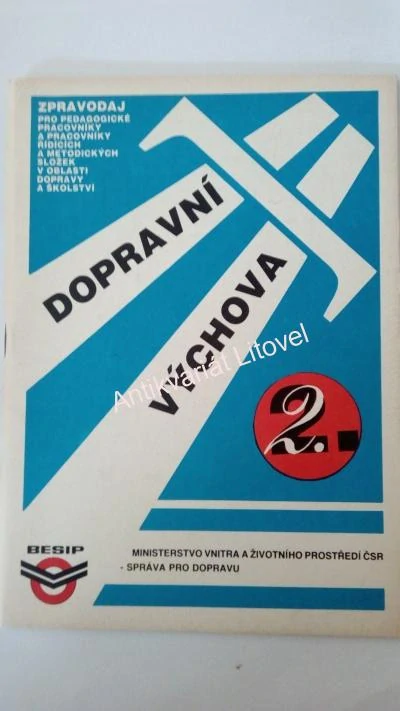 ZPRAVODAJ
PRO PEDAGOGICKÉ
PRACOVNÍKY
A PRACOVNÍKY
ŘÍDÍCÍCH
A METODICKÝCH
SLOŽEK
V OBLASTI
DOPRAVY
A ŠKOLSTVÍ
DOPRAVNÍ
VÝCHOVA
Antikvariát Litovel
2.
BESIP
MINISTERSTVO VNITRA A ŽIVOTNÍHO PROSTŘEDÍ ČSR
- SPRÁVA PRO DOPRAVU